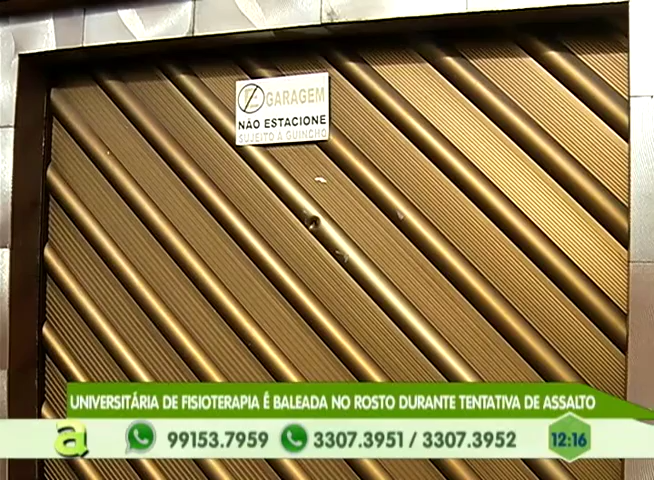 GARAGEM
NÃO ESTACIONE
SUJEITO A GUINCHO
UNIVERSITÁRIA DE FISIOTERAPIA É BALEADA NO ROSTO DURANTE TENTATIVA DE ASSALTO
a 99153.7959 3307.3951 / 3307.3952 12:16